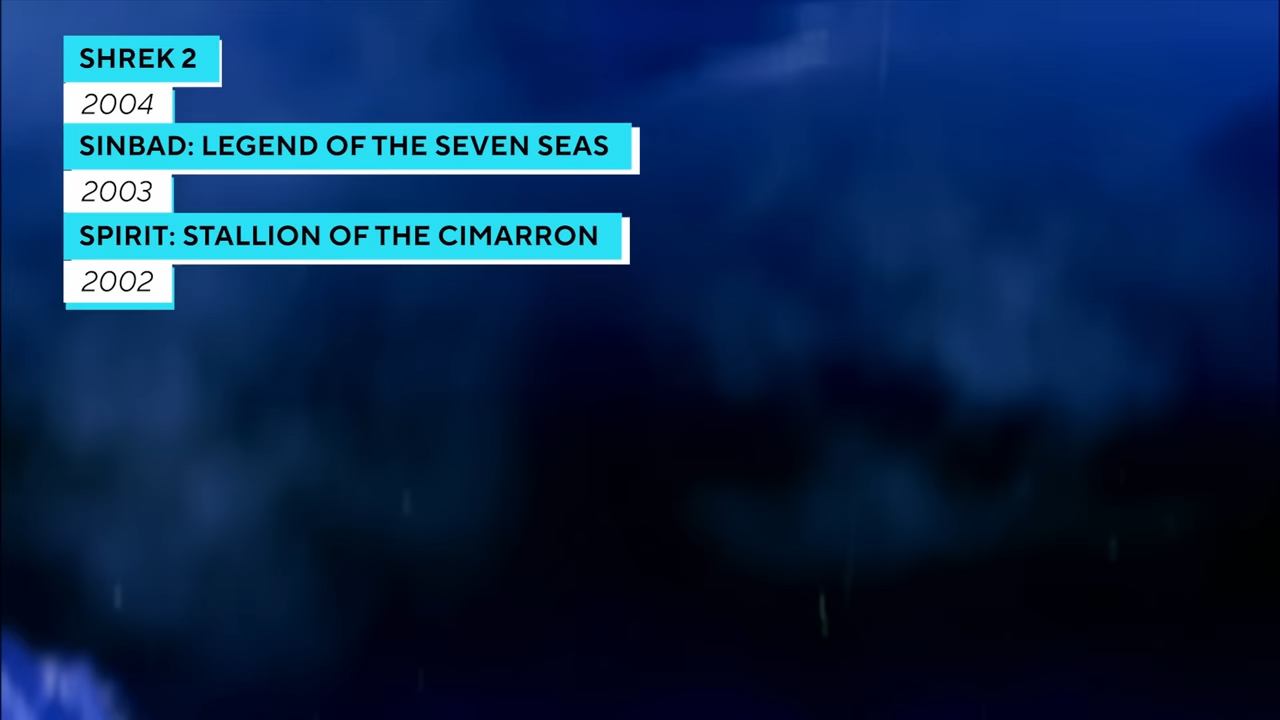 SHREK 2
2004
SINBAD: LEGEND OF THE SEVEN SEAS
2003
SPIRIT: STALLION OF THE CIMARRON
2002